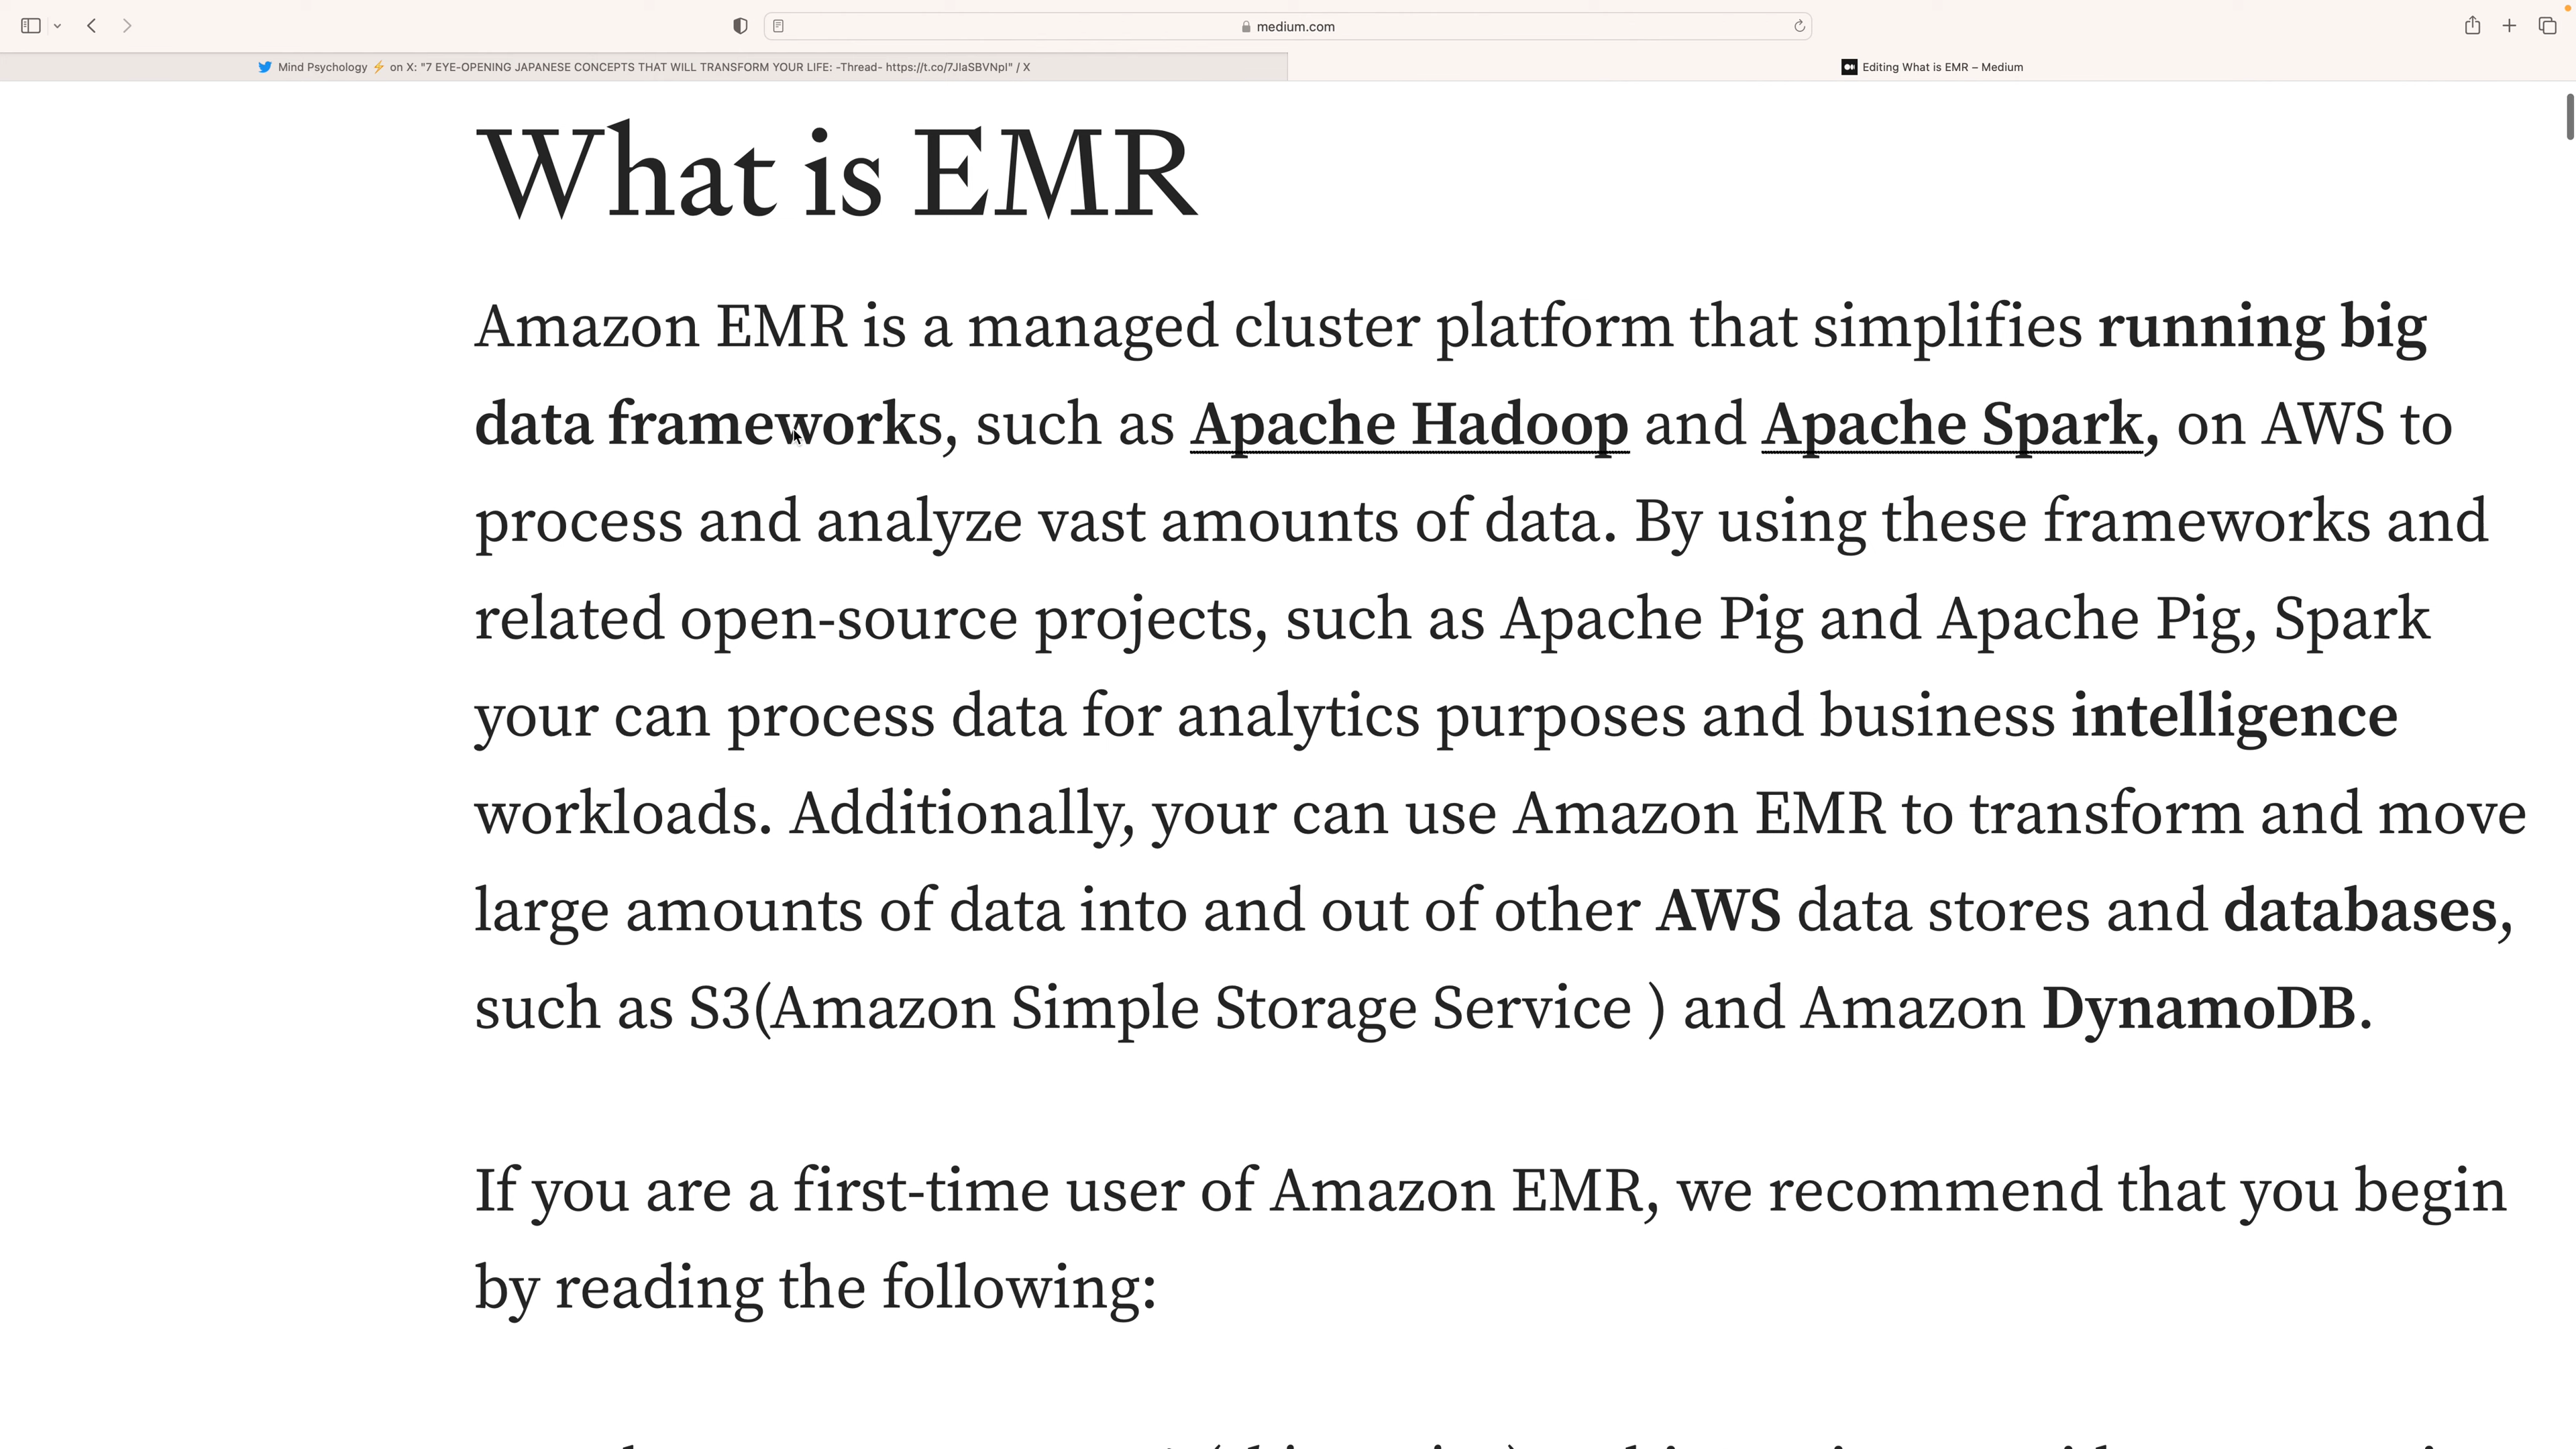 medium.com
Mind Psychology ⚡ on X: "7 EYE-OPENING JAPANESE CONCEPTS THAT WILL TRANSFORM YOUR LIFE: -Thread- https://t.co/7JIaSBVNpI" / X
Editing What is EMR – Medium
What is EMR
Amazon EMR is a managed cluster platform that simplifies running big
data frameworks, such as Apache Hadoop and Apache Spark, on AWS to
process and analyze vast amounts of data. By using these frameworks and
related open-source projects, such as Apache Pig and Apache Pig, Spark
your can process data for analytics purposes and business intelligence
workloads. Additionally, your can use Amazon EMR to transform and move
large amounts of data into and out of other AWS data stores and databases,
such as S3(Amazon Simple Storage Service ) and Amazon DynamoDB.
If you are a first-time user of Amazon EMR, we recommend that you begin
by reading the following: